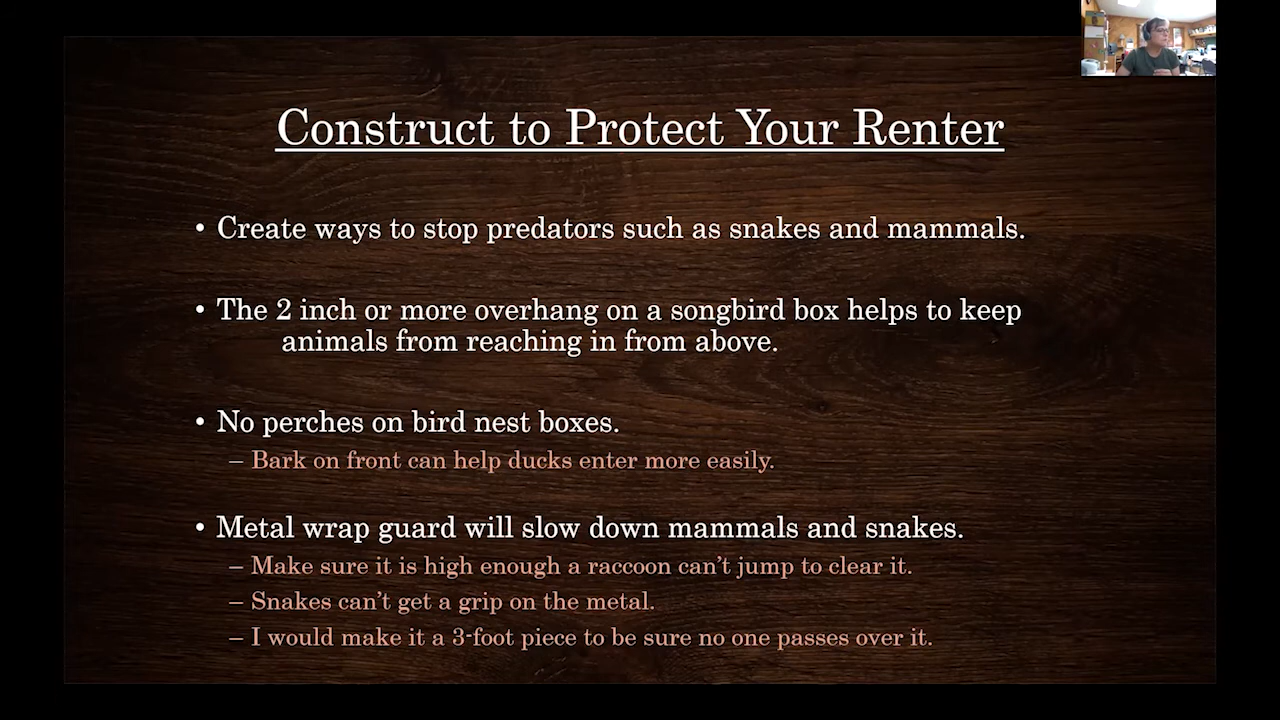 Construct to Protect Your Renter
• Create ways to stop predators such as snakes and mammals.
• The 2 inch or more overhang on a songbird box helps to keep
animals from reaching in from above.
• No perches on bird nest boxes.
– Bark on front can help ducks enter more easily.
• Metal wrap guard will slow down mammals and snakes.
– Make sure it is high enough a raccoon can’t jump to clear it.
– Snakes can’t get a grip on the metal.
– I would make it a 3-foot piece to be sure no one passes over it.